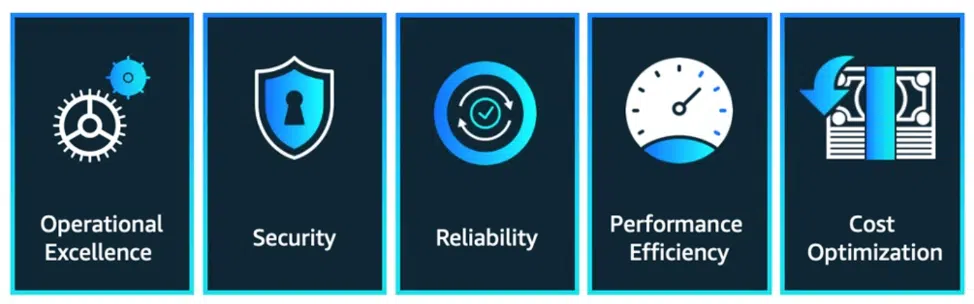 Operational
Excellence
Security
Reliability
Performance
Efficiency
Cost
Optimization